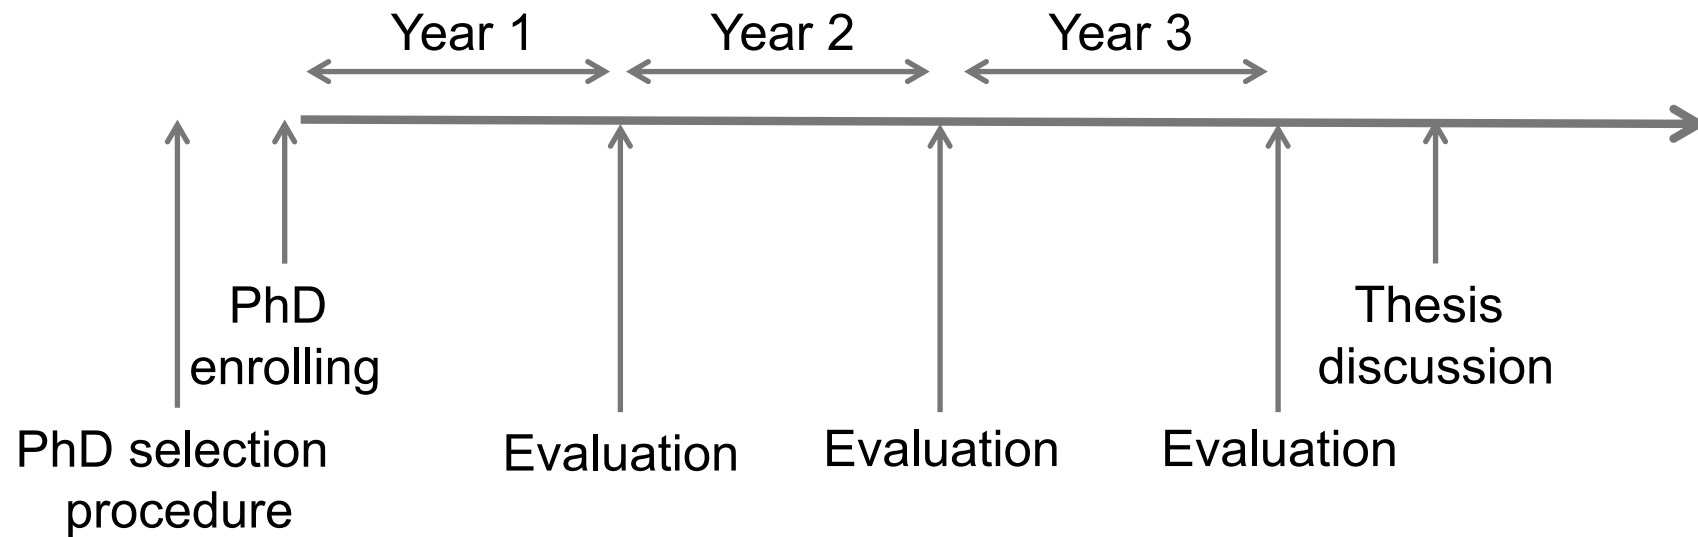 Year 1
Year 2
Year 3
PhD
enrolling
Thesis
discussion
PhD selection
procedure
Evaluation
Evaluation
Evaluation